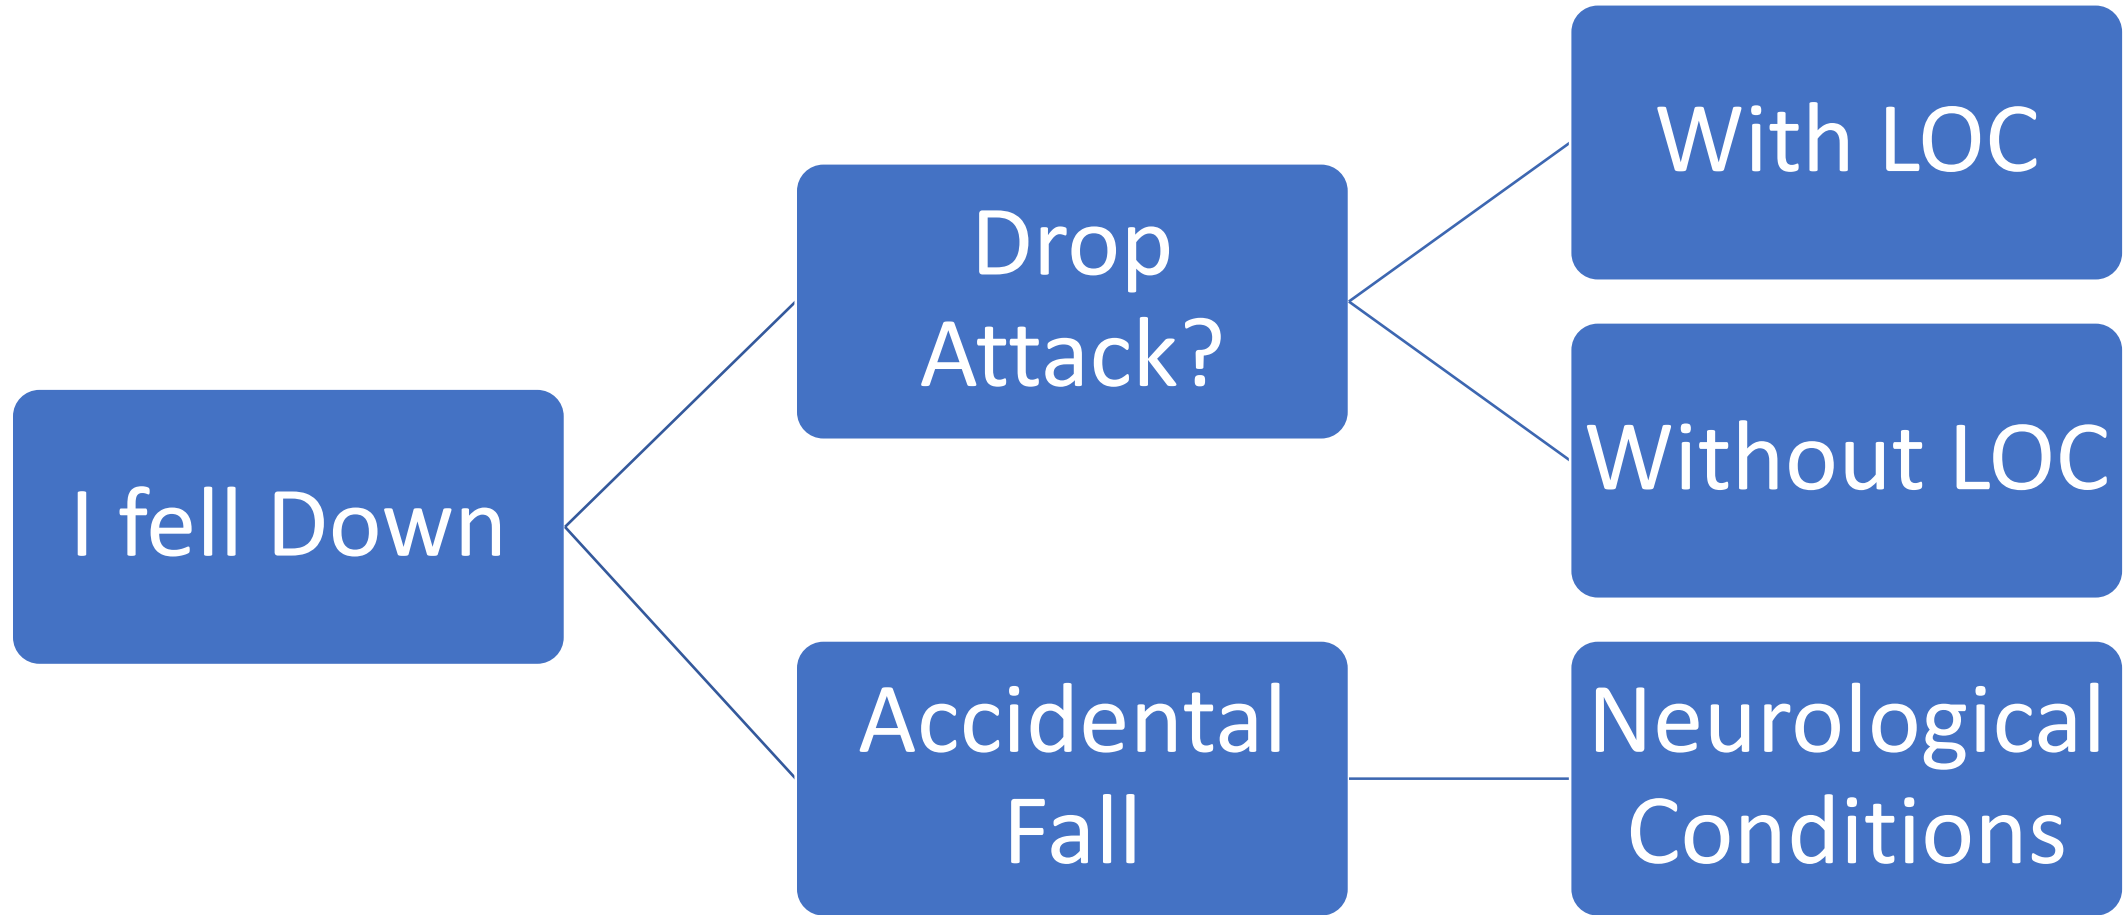 I fell Down
Drop
Attack?
With LOC
Without LOC
Accidental
Fall
Neurological
Conditions